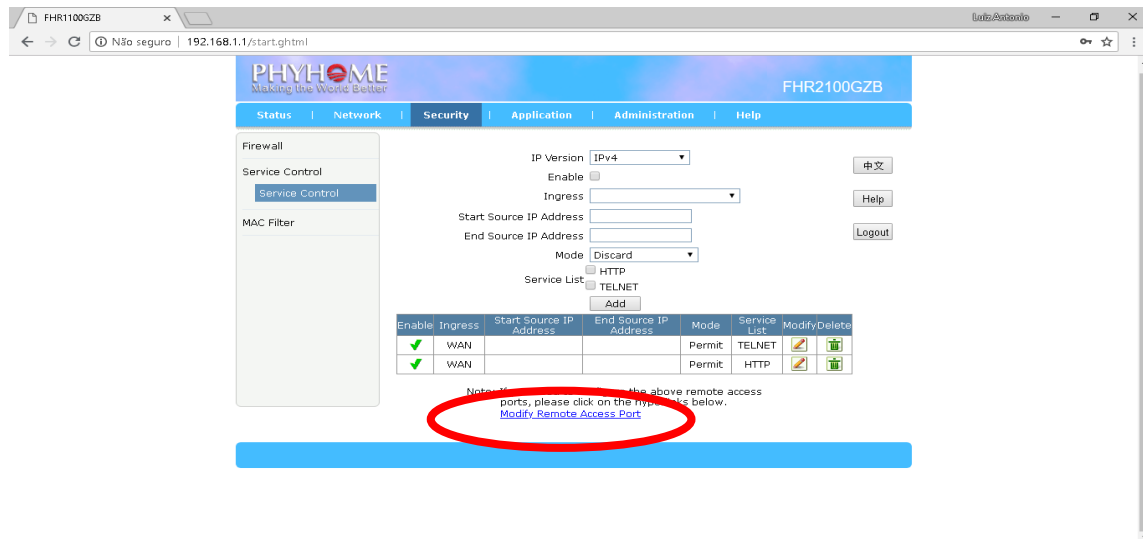 FHR1100GZB
Luiz Antonio
Não seguro | 192.168.1.1/start.ghtml
PHYHOME
Making the World Better
FHR2100GZB
Status | Network | Security | Application | Administration | Help
Firewall
Service Control
Service Control
MAC Filter
IP Version IPv4
Enable
Ingress
Start Source IP Address
End Source IP Address
Mode Discard
Service List
HTTP
TELNET
Add
中文
Help
Logout
Enable Ingress Start Source IP Address End Source IP Address Mode Service List Modify Delete
WAN Permit TELNET
WAN Permit HTTP
the above remote access
ports, please click on the below.
Modify Remote Access Port